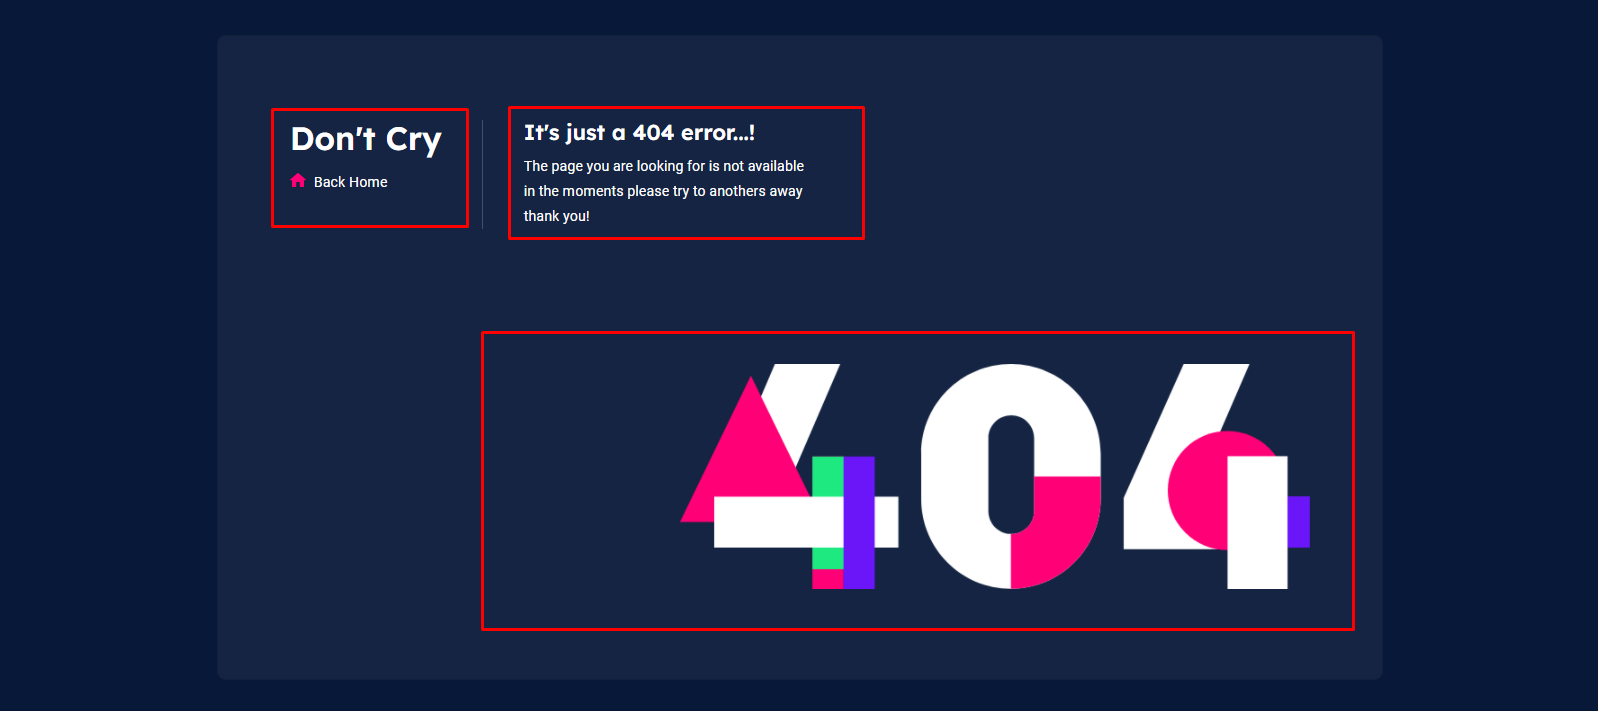 Don't Cry
Back Home
It's just a 404 error...!
The page you are looking for is not available
in the moments please try to anothers away
thank you!
404